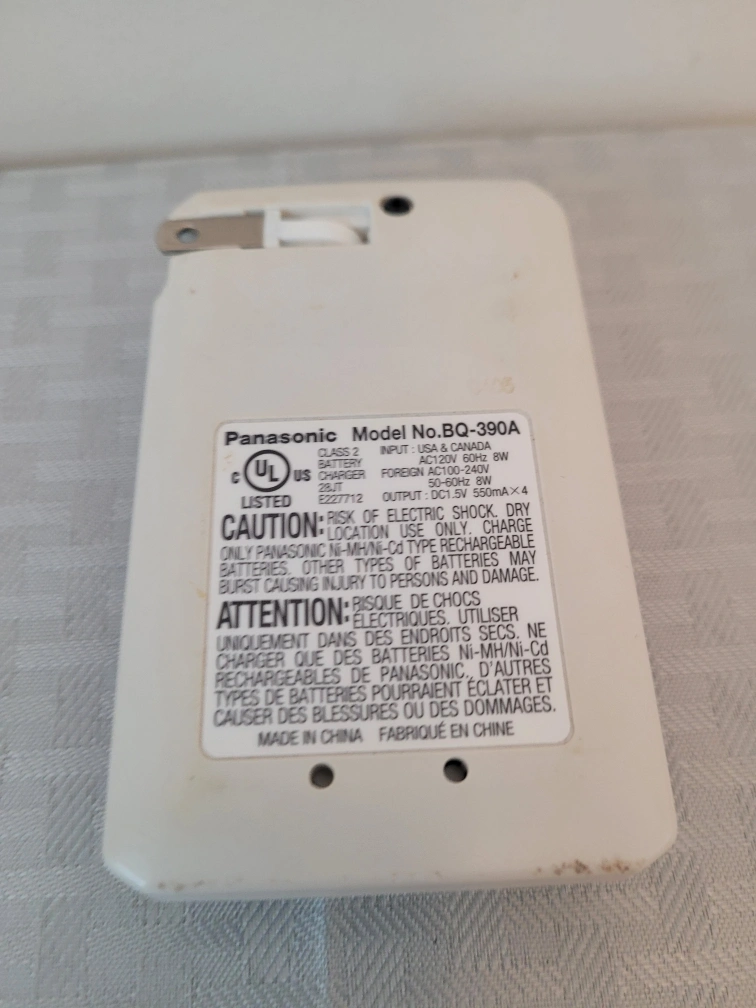 Panasonic Model No.BQ-390A
C UL US
LISTED
CLASS 2
BATTERY
CHARGER
28JT
E227712
INPUT : USA & CANADA
AC120V 60Hz 8W
FOREIGN AC100-240V
50-60Hz 8W
OUTPUT : DC1.5V 550mA×4
CAUTION: RISK OF ELECTRIC SHOCK. DRY
LOCATION USE ONLY. CHARGE
ONLY PANASONIC Ni-MH/Ni-Cd TYPE RECHARGEABLE
BATTERIES. OTHER TYPES OF BATTERIES MAY
BURST CAUSING INJURY TO PERSONS AND DAMAGE.
ATTENTION: RISQUE DE CHOCS
ÉLECTRIQUES. UTILISER
UNIQUEMENT DANS DES ENDROITS SECS. NE
CHARGER QUE DES BATTERIES Ni-MH/Ni-Cd
RECHARGEABLES DE PANASONIC. D'AUTRES
TYPES DE BATTERIES POURRAIENT ÉCLATER ET
CAUSER DES BLESSURES OU DES DOMMAGES.
MADE IN CHINA FABRIQUÉ EN CHINE